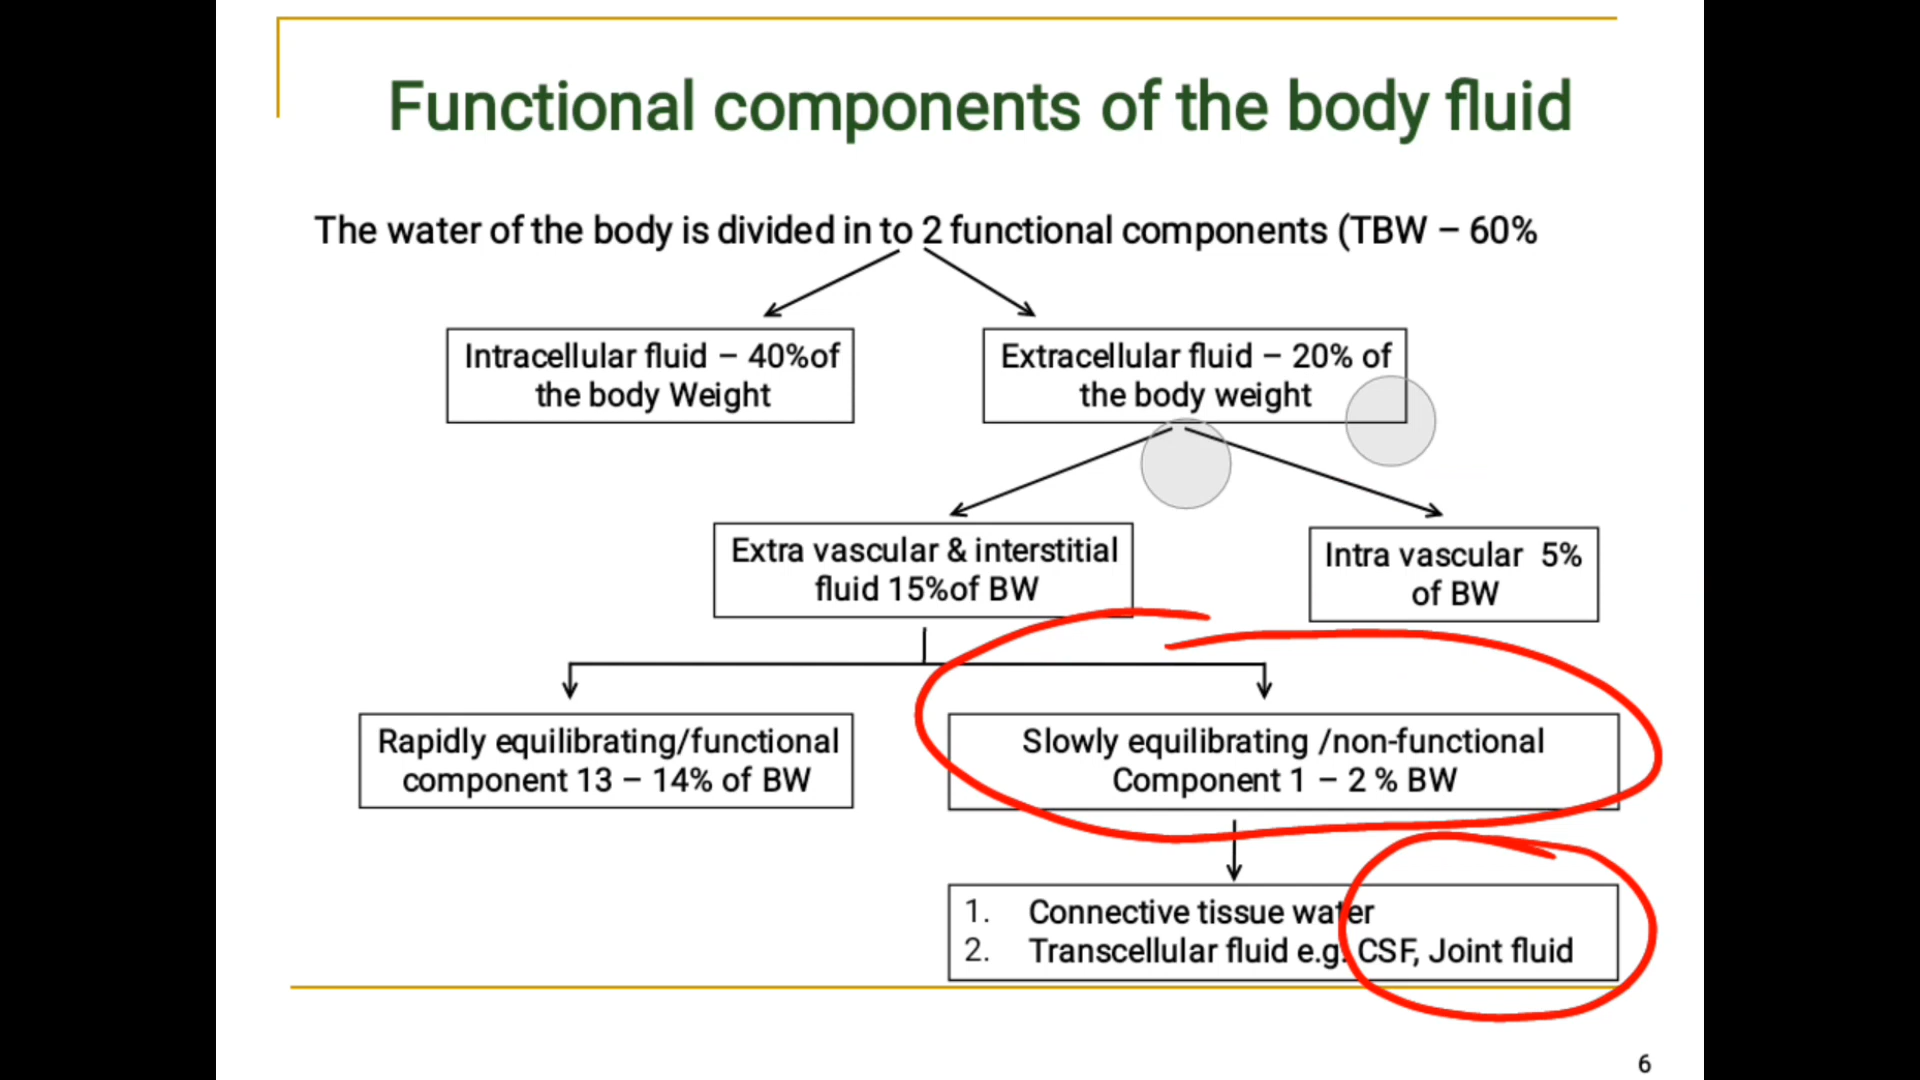 Functional components of the body fluid
The water of the body is divided in to 2 functional components (TBW – 60%
Intracellular fluid – 40%of
the body Weight
Extracellular fluid – 20% of
the body weight
Extra vascular & interstitial
fluid 15%of BW
Intra vascular 5%
of BW
Rapidly equilibrating/functional
component 13 – 14% of BW
Slowly equilibrating /non-functional
Component 1 – 2 % BW
1. Connective tissue water
2. Transcellular fluid e.g. CSF, Joint fluid
6